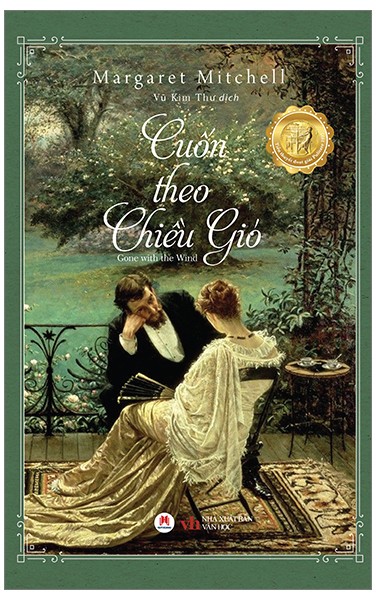 Margaret Mitchell
Vũ Kim Thư dịch
Cuốn
theo
Chiều Gió
Gone with the Wind
NHÀ XUẤT BẢN
VĂN HỌC